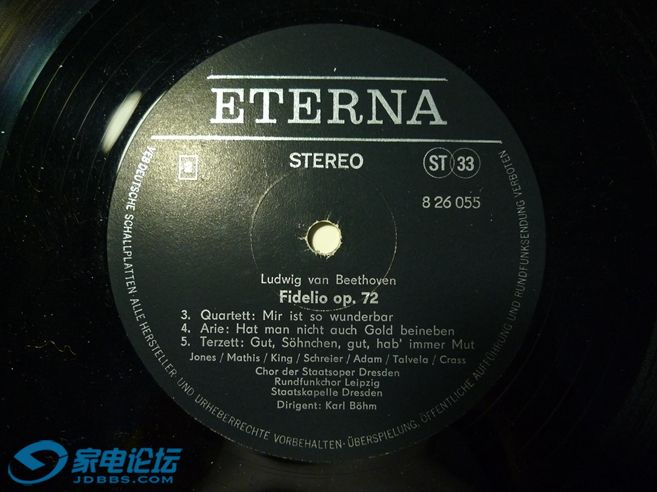 ETERNA
STEREO
ST 33
8 26 055
Ludwig van Beethoven
Fidelio op. 72
3. Quartett: Mir ist so wunderbar
4. Arie: Hat man nicht auch Gold beineben
5. Terzett: Gut, Söhnchen, gut, hab' immer Mut
Jones / Mathis / King / Schreier / Adam / Talvela / Crass
Chor der Staatsoper Dresden
Rundfunkchor Leipzig
Staatskapelle Dresden
Dirigent: Karl Böhm
VEB DEUTSCHE SCHALLPLATTEN ALLE HERSTELLER- UND URHEBERRECHTE VORBEHALTEN · ÜBERSPIELUNG, ÖFFENTLICHE AUFFÜHRUNG UND RUNDFUNKSENDUNG VERBOTEN
家电论坛
JDBBS.COM